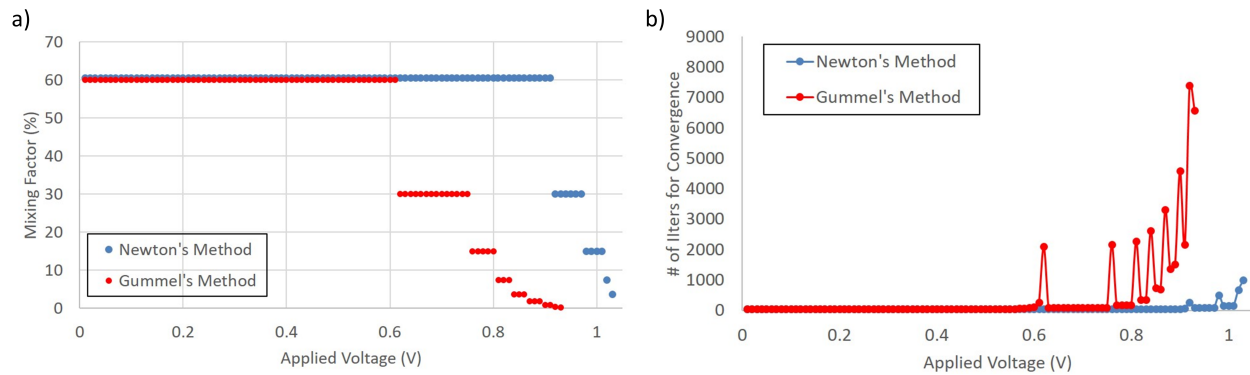 a)
70
60
50
40
30
20
10
0
Mixing Factor (%)
Newton's Method
Gummel's Method
0 0.2 0.4 0.6 0.8 1
Applied Voltage (V)
b)
9000
8000
7000
6000
5000
4000
3000
2000
1000
0
# of IIters for Convergence
Newton's Method
Gummel's Method
0 0.2 0.4 0.6 0.8 1
Applied Voltage (V)